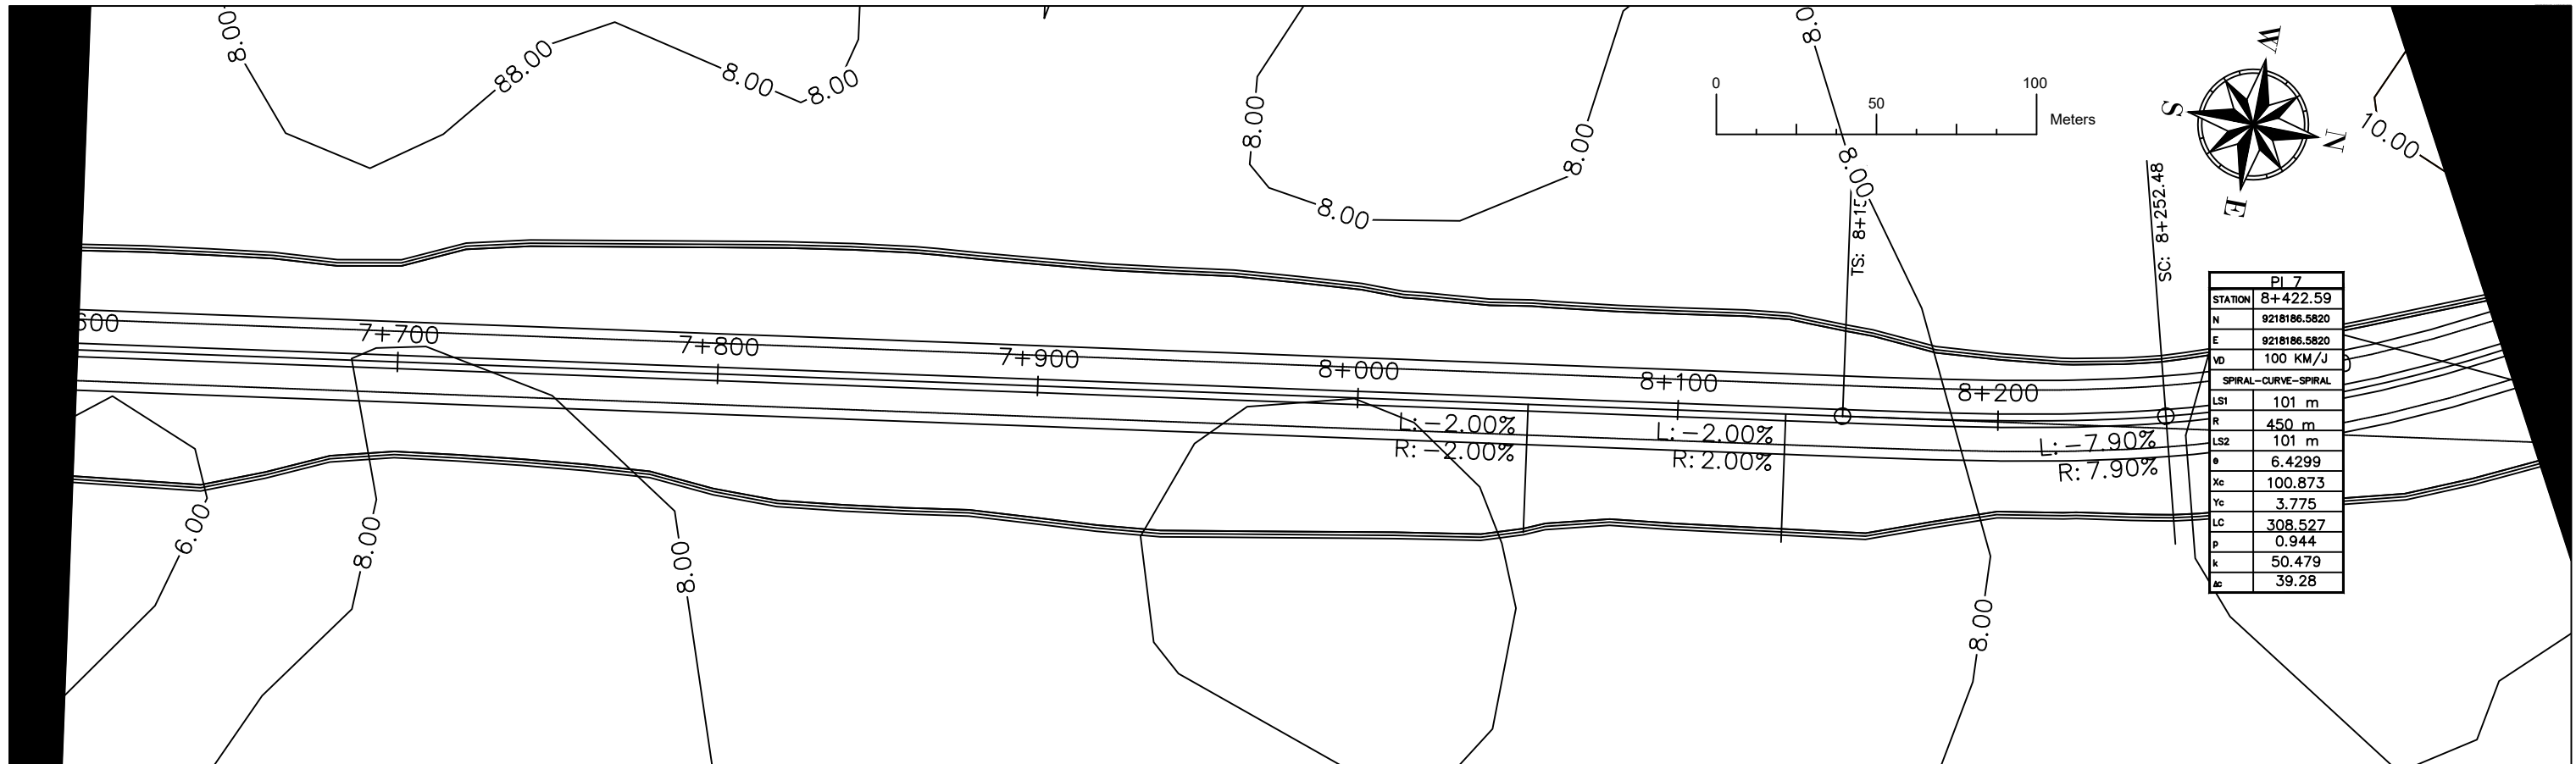 8.00
88.00
8.00
8.00
8.00
8.00
8.00
8.00
0
50
100
Meters
W
S
N
E
10.00
TS: 8+15
SC: 8+252.48
600
7+700
7+800
7+900
8+000
8+100
8+200
L: -2.00%
R: -2.00%
L: -2.00%
R: 2.00%
L: -7.90%
R: 7.90%
6.00
8.00
8.00
8.00
PI 7
STATION 8+422.59
N 9218186.5820
E 9218186.5820
VD 100 KM/J
SPIRAL-CURVE-SPIRAL
LS1 101 m
R 450 m
LS2 101 m
θ 6.4299
Xc 100.873
Yc 3.775
LC 308.527
p 0.944
k 50.479
Δc 39.28